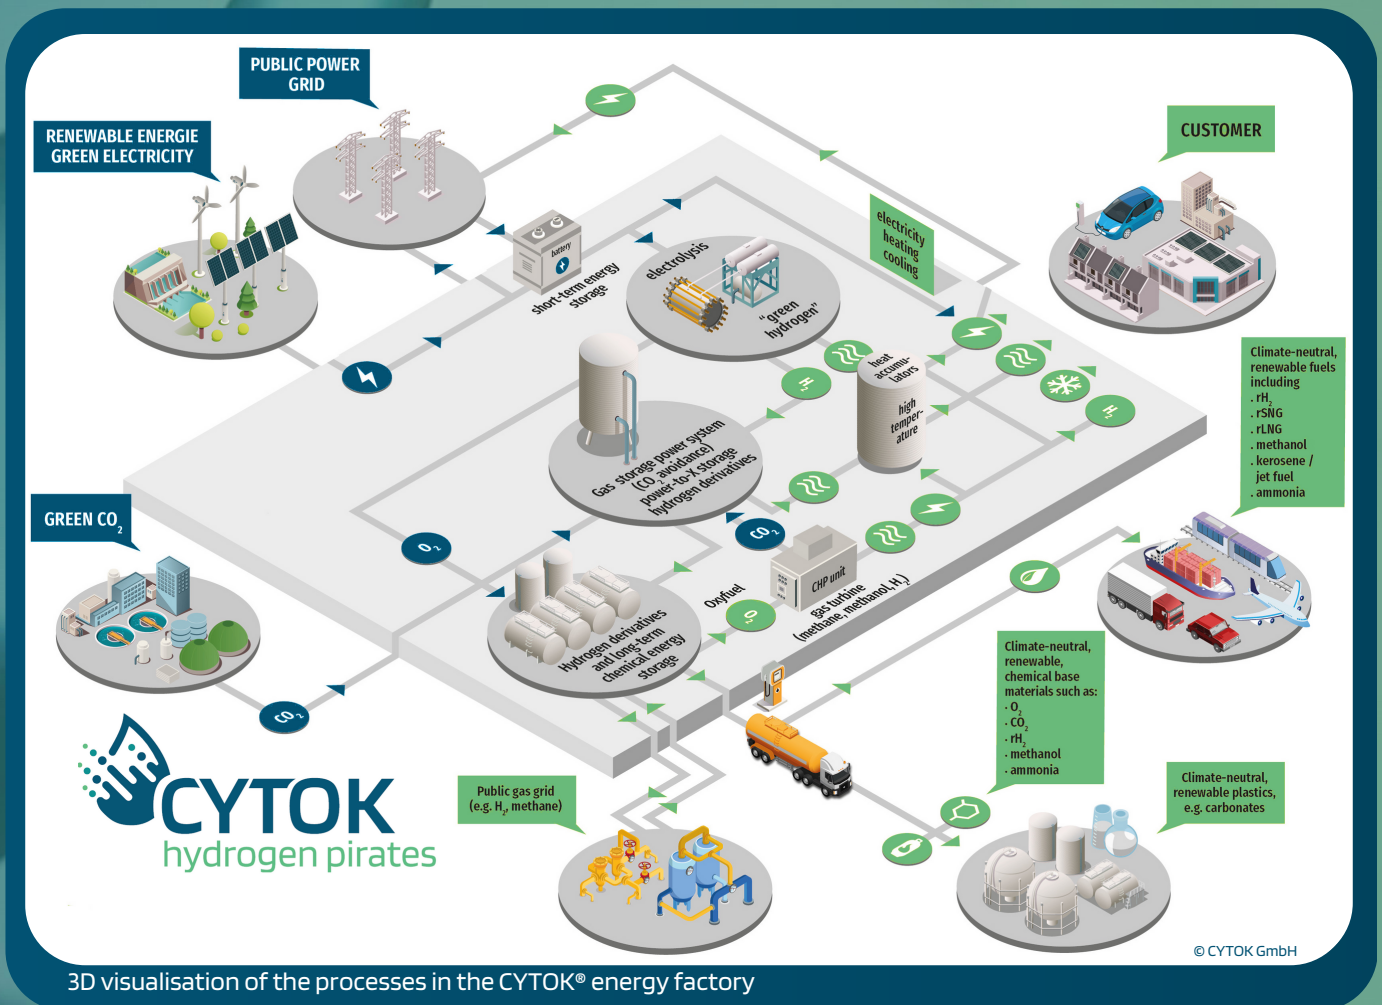 PUBLIC POWER
GRID
RENEWABLE ENERGIE
GREEN ELECTRICITY
CUSTOMER
battery
short-term energy
storage
electrolysis
"green
hydrogen"
electricity
heating
cooling
H2
heat
accumu-
lators
high
temper-
ature
H2
Gas storage power system
(CO2 avoidance)
power-to-X storage
hydrogen derivatives
Climate-neutral,
renewable fuels
including
. rH2
. rSNG
. rLNG
. methanol
. kerosene /
jet fuel
. ammonia
GREEN CO2
O2
CO2
CHP unit
gas turbine
(methane, methanol, H2)
Oxyfuel
O2
Hydrogen derivatives
and long-term
chemical energy
storage
CO2
Climate-neutral,
renewable,
chemical base
materials such as:
· O2
· CO2
· rH2
· methanol
· ammonia
CYTOK
hydrogen pirates
Public gas grid
(e.g. H2, methane)
Climate-neutral,
renewable plastics,
e.g. carbonates
© CYTOK GmbH
3D visualisation of the processes in the CYTOK® energy factory